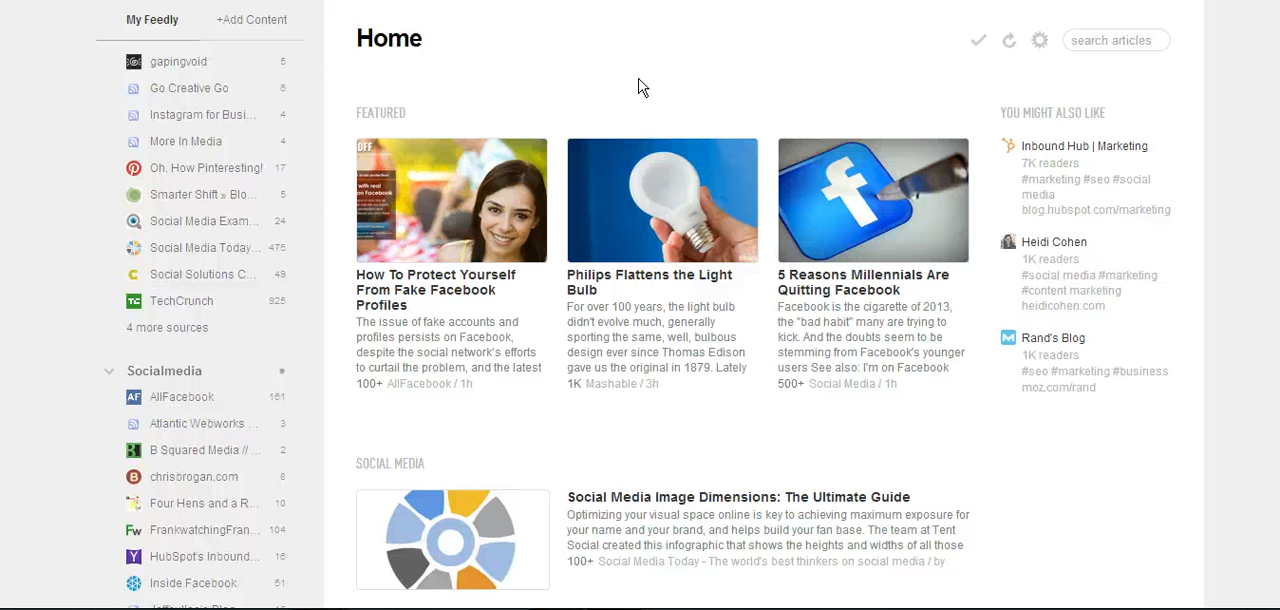 My Feedly +Add Content
gapingvoid 5
Go Creative Go 8
Instagram for Busi... 4
More In Media 4
Oh, How Pinteresting! 17
Smarter Shift » Blo... 5
Social Media Exam... 24
Social Media Today... 475
Social Solutions C... 49
TechCrunch 925
4 more sources
Socialmedia
AF AllFacebook 161
Atlantic Webworks ... 3
B Squared Media // ... 2
chrisbrogan.com 8
Four Hens and a R... 10
Fw FrankwatchingFran... 104
HubSpot's Inbound... 16
Inside Facebook 51
Home
search articles
FEATURED
OFF
with real
How To Protect Yourself
From Fake Facebook
Profiles
The issue of fake accounts and
profiles persists on Facebook,
despite the social network's efforts
to curtail the problem, and the latest
100+ AllFacebook / 1h
Philips Flattens the Light
Bulb
For over 100 years, the light bulb
didn't evolve much, generally
sporting the same, well, bulbous
design ever since Thomas Edison
gave us the original in 1879. Lately
1K Mashable / 3h
5 Reasons Millennials Are
Quitting Facebook
Facebook is the cigarette of 2013,
the "bad habit" many are trying to
kick. And the doubts seem to be
stemming from Facebook's younger
users See also: I'm on Facebook
500+ Social Media / 1h
YOU MIGHT ALSO LIKE
Inbound Hub | Marketing
7K readers
#marketing #seo #social
media
blog.hubspot.com/marketing
Heidi Cohen
1K readers
#social media #marketing
#content marketing
heidicohen.com
Rand's Blog
1K readers
#seo #marketing #business
moz.com/rand
SOCIAL MEDIA
Social Media Image Dimensions: The Ultimate Guide
Optimizing your visual space online is key to achieving maximum exposure for
your name and your brand, and helps build your fan base. The team at Tent
Social created this infographic that shows the heights and widths of all those
100+ Social Media Today - The world's best thinkers on social media / by